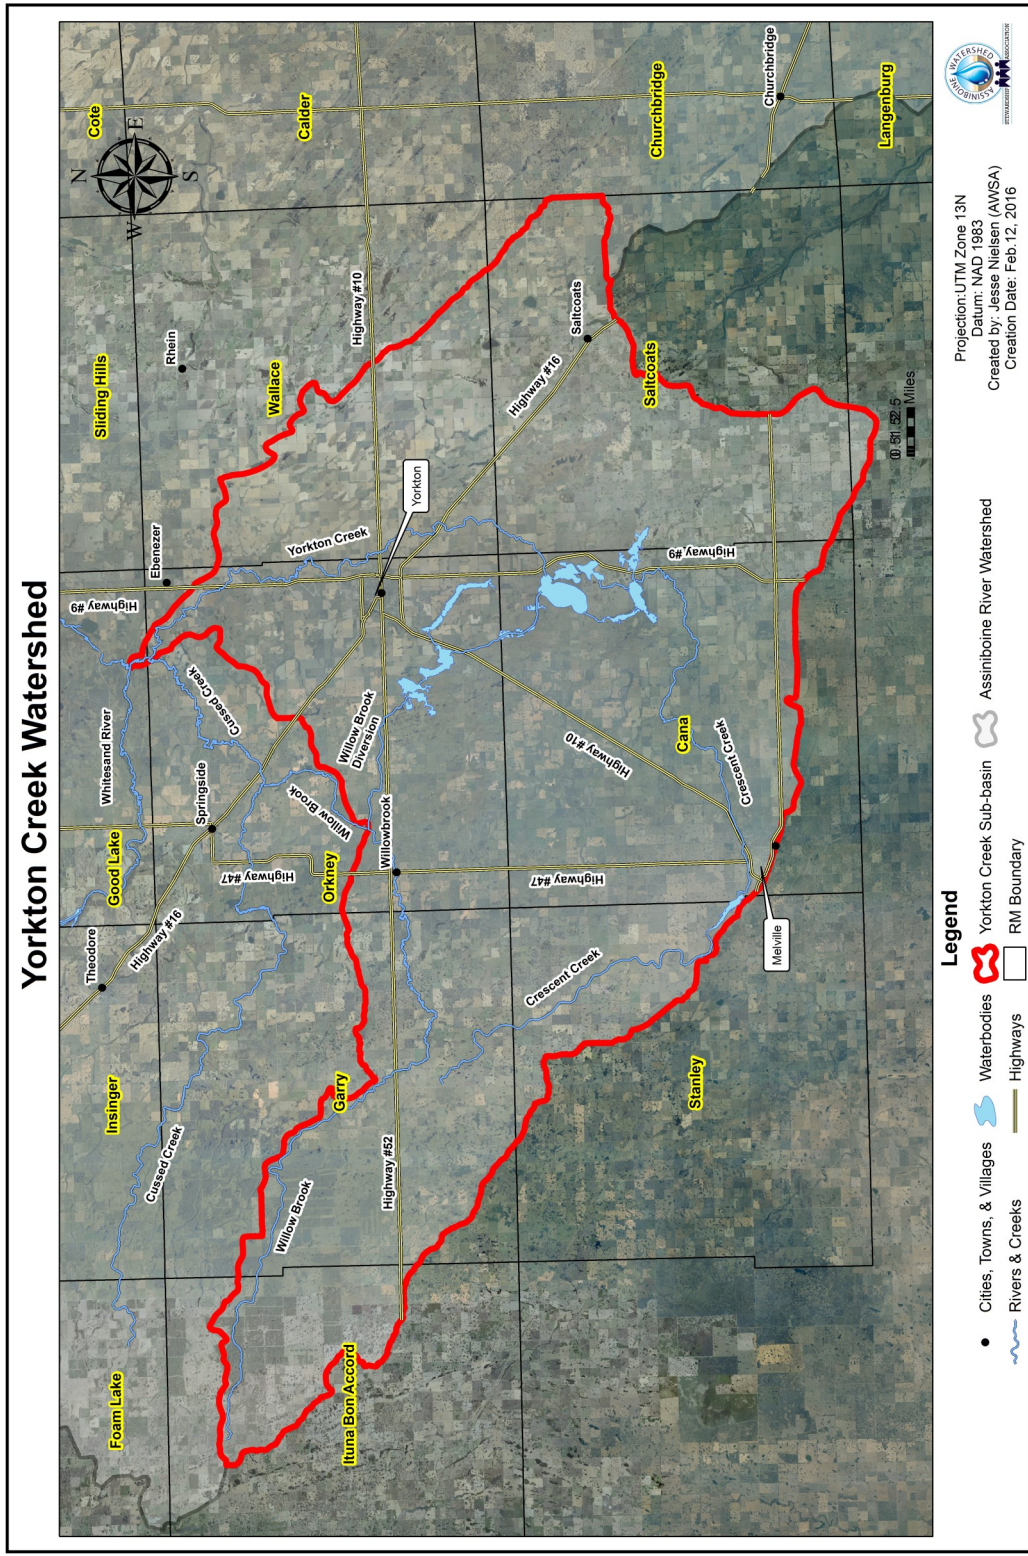 Yorkton Creek Watershed
Cote
Sliding Hills
Good Lake
Insinger
Foam Lake
N
E
S
W
Calder
Wallace
Orkney
Garry
Ituna Bon Accord
Churchbridge
Saltcoats
Cana
Stanley
Langenburg
Theodore
Springside
Ebenezer
Rhein
Churchbridge
Saltcoats
Yorkton
Willowbrook
Melville
Whitesand River
Cussed Creek
Cussed Creek
Yorkton Creek
Willow Brook
Willow Brook
Willow Brook
Diversion
Crescent Creek
Crescent Creek
Highway #16
Highway #9
Highway #10
Highway #47
Highway #16
Highway #52
Highway #47
Highway #10
Highway #9
Miles
Legend
Cities, Towns, & Villages
Waterbodies
Yorkton Creek Sub-basin
Assiniboine River Watershed
Rivers & Creeks
Highways
RM Boundary
Projection:UTM Zone 13N
Datum: NAD 1983
Created by: Jesse Nielsen (AWSA)
Creation Date: Feb.12, 2016
ASSINIBOINE WATERSHED
STEWARDSHIP ASSOCIATION